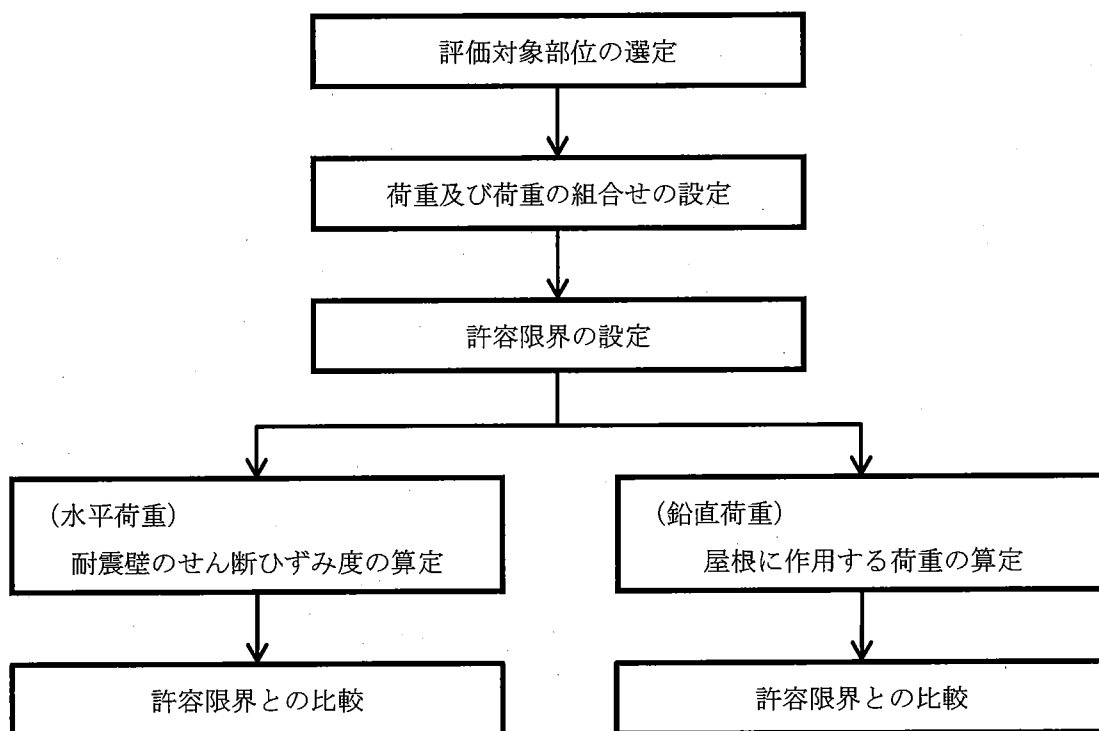 評価対象部位の選定
荷重及び荷重の組合せの設定
許容限界の設定
（水平荷重）
耐震壁のせん断ひずみ度の算定
許容限界との比較
（鉛直荷重）
屋根に作用する荷重の算定
許容限界との比較